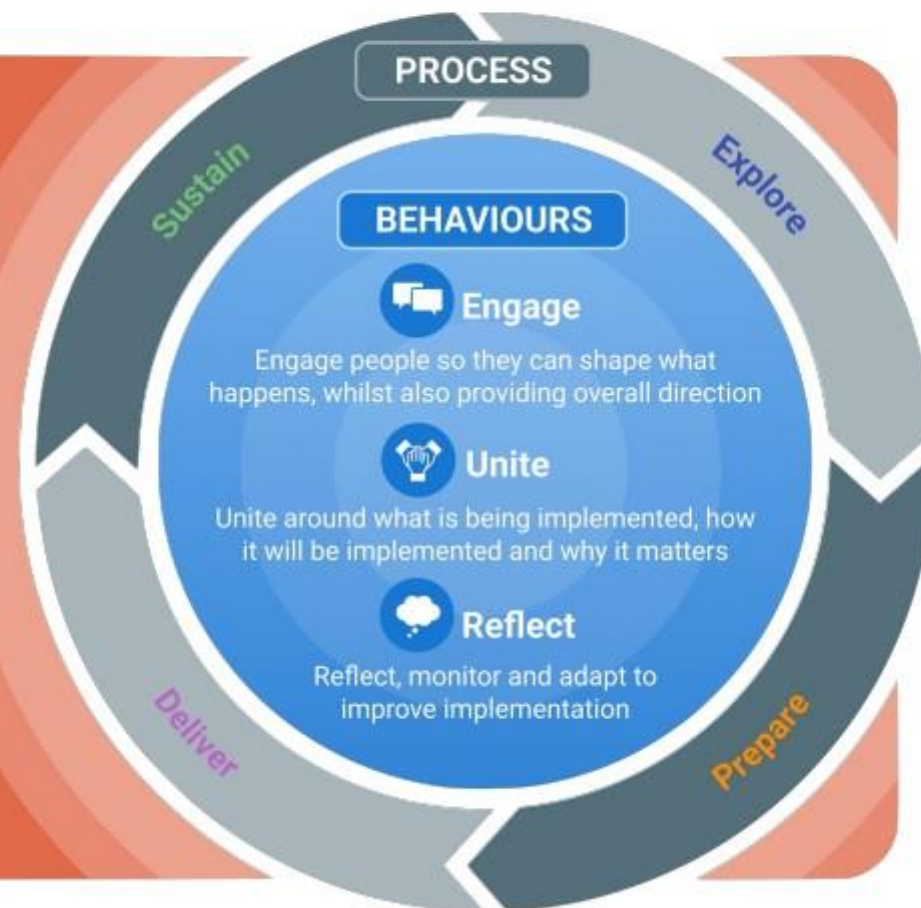 PROCESS
Sustain
Explore
BEHAVIOURS
Engage
Engage people so they can shape what
happens, whilst also providing overall direction
Unite
Unite around what is being implemented, how
it will be implemented and why it matters
Reflect
Reflect, monitor and adapt to
improve implementation
Deliver
Prepare